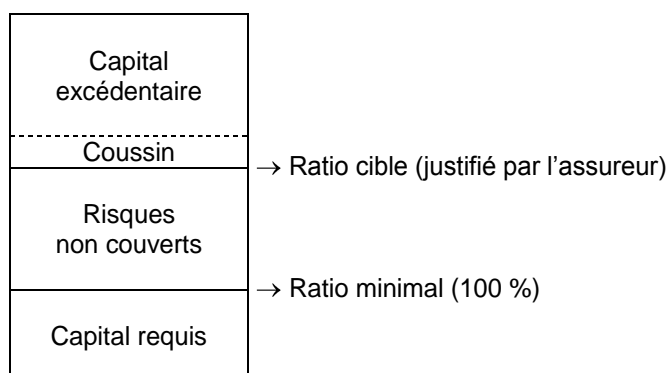 Capital
excédentaire
Coussin
→ Ratio cible (justifié par l'assureur)
Risques
non couverts
→ Ratio minimal (100 %)
Capital requis